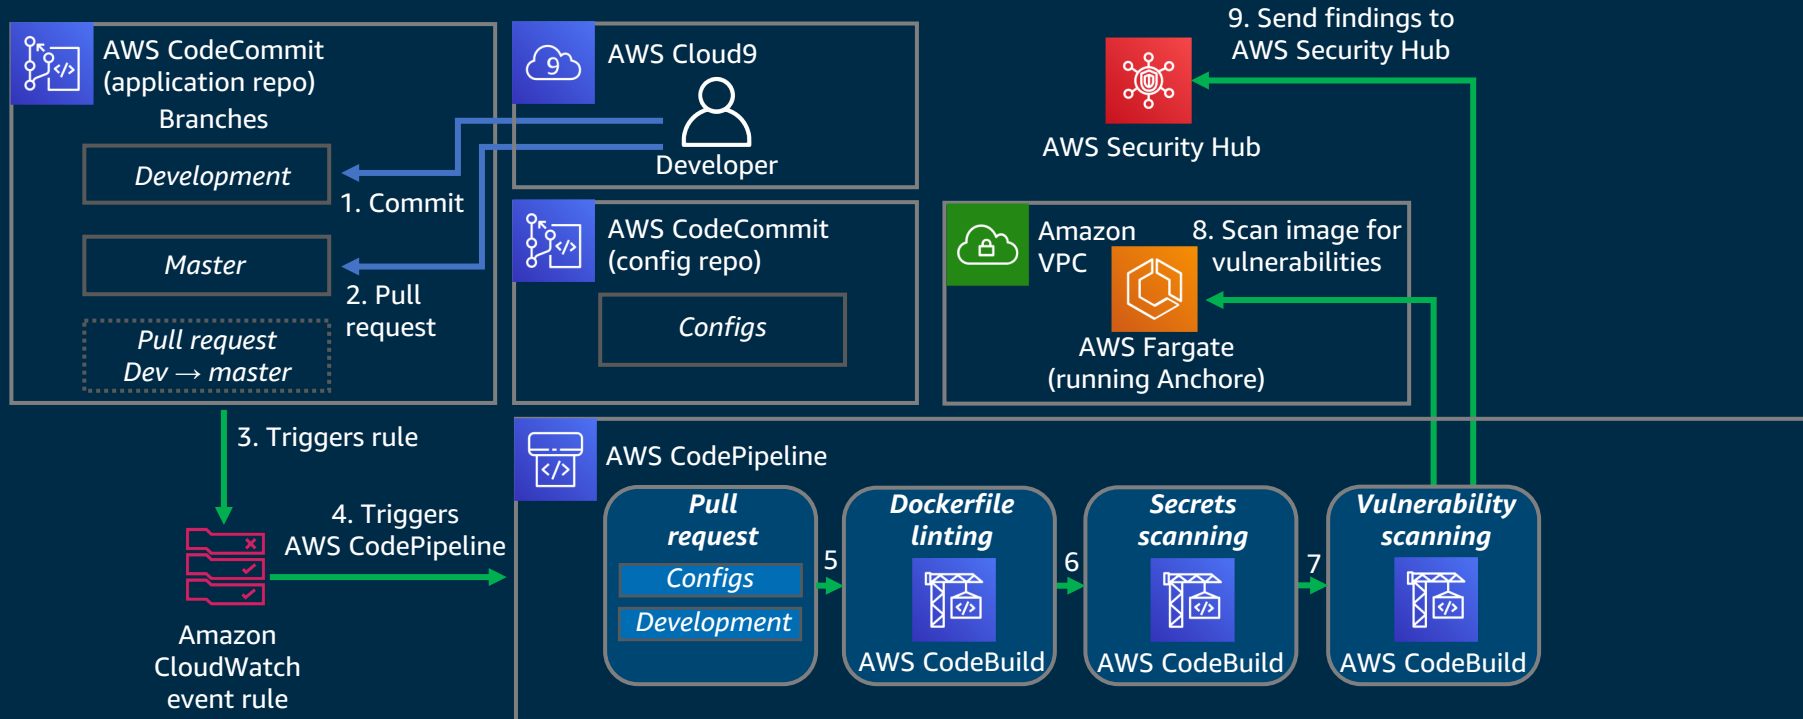 AWS CodeCommit
(application repo)
Branches
Development
Master
Pull request
Dev → master
1. Commit
2. Pull
request
9
AWS Cloud9
Developer
AWS CodeCommit
(config repo)
Configs
9. Send findings to
AWS Security Hub
AWS Security Hub
Amazon
VPC
8. Scan image for
vulnerabilities
AWS Fargate
(running Anchore)
3. Triggers rule
4. Triggers
AWS CodePipeline
Amazon
CloudWatch
event rule
AWS CodePipeline
Pull
request
Configs
Development
5
Dockerfile
linting
AWS CodeBuild
6
Secrets
scanning
AWS CodeBuild
7
Vulnerability
scanning
AWS CodeBuild